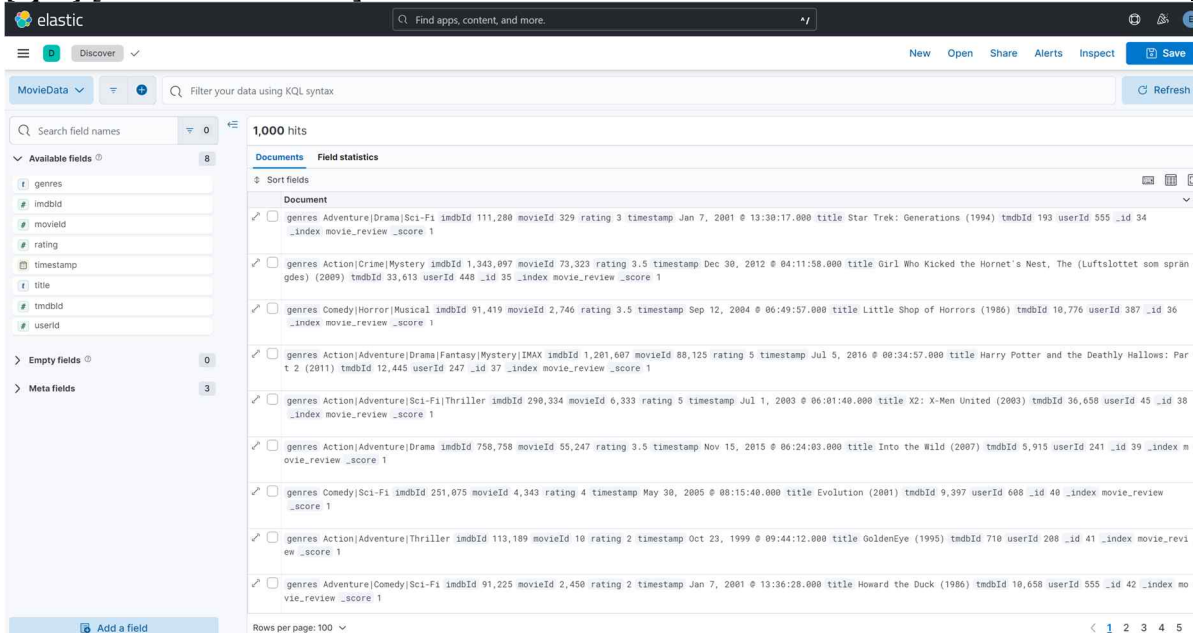 elastic
Find apps, content, and more.
^/
D
Discover
New Open Share Alerts Inspect Save
MovieData
Filter your data using KQL syntax
Refresh
Search field names
0
1,000 hits
Available fields
8
Documents Field statistics
Sort fields
t genres
# imdbId
# movieId
# rating
timestamp
t title
# tmdbId
# userId
Empty fields
0
Meta fields
3
Add a field
Document
genres Adventure|Drama|Sci-Fi imdbId 111,280 movieId 329 rating 3 timestamp Jan 7, 2001 @ 13:30:17.000 title Star Trek: Generations (1994) tmdbId 193 userId 555 _id 34
_index movie_review _score 1
genres Action|Crime|Mystery imdbId 1,343,097 movieId 73,323 rating 3.5 timestamp Dec 30, 2012 @ 04:11:58.000 title Girl Who Kicked the Hornet's Nest, The (Luftslottet som sprän
gdes) (2009) tmdbId 33,613 userId 448 _id 35 _index movie_review _score 1
genres Comedy|Horror|Musical imdbId 91,419 movieId 2,746 rating 3.5 timestamp Sep 12, 2004 @ 06:49:57.000 title Little Shop of Horrors (1986) tmdbId 10,776 userId 387 _id 36
_index movie_review _score 1
genres Action|Adventure|Drama|Fantasy|Mystery|IMAX imdbId 1,201,607 movieId 88,125 rating 5 timestamp Jul 5, 2016 @ 00:34:57.000 title Harry Potter and the Deathly Hallows: Par
t 2 (2011) tmdbId 12,445 userId 247 _id 37 _index movie_review _score 1
genres Action|Adventure|Sci-Fi|Thriller imdbId 290,334 movieId 6,333 rating 5 timestamp Jul 1, 2003 @ 06:01:40.000 title X2: X-Men United (2003) tmdbId 36,658 userId 45 _id 38
_index movie_review _score 1
genres Action|Adventure|Drama imdbId 758,758 movieId 55,247 rating 3.5 timestamp Nov 15, 2015 @ 06:24:03.000 title Into the Wild (2007) tmdbId 5,915 userId 241 _id 39 _index m
ovie_review _score 1
genres Comedy|Sci-Fi imdbId 251,075 movieId 4,343 rating 4 timestamp May 30, 2005 @ 08:15:40.000 title Evolution (2001) tmdbId 9,397 userId 608 _id 40 _index movie_review
_score 1
genres Action|Adventure|Thriller imdbId 113,189 movieId 10 rating 2 timestamp Oct 23, 1999 @ 09:44:12.000 title GoldenEye (1995) tmdbId 710 userId 208 _id 41 _index movie_revi
ew _score 1
genres Adventure|Comedy|Sci-Fi imdbId 91,225 movieId 2,450 rating 2 timestamp Jan 7, 2001 @ 13:36:28.000 title Howard the Duck (1986) tmdbId 10,658 userId 555 _id 42 _index mo
vie_review _score 1
Rows per page: 100
1 2 3 4 5